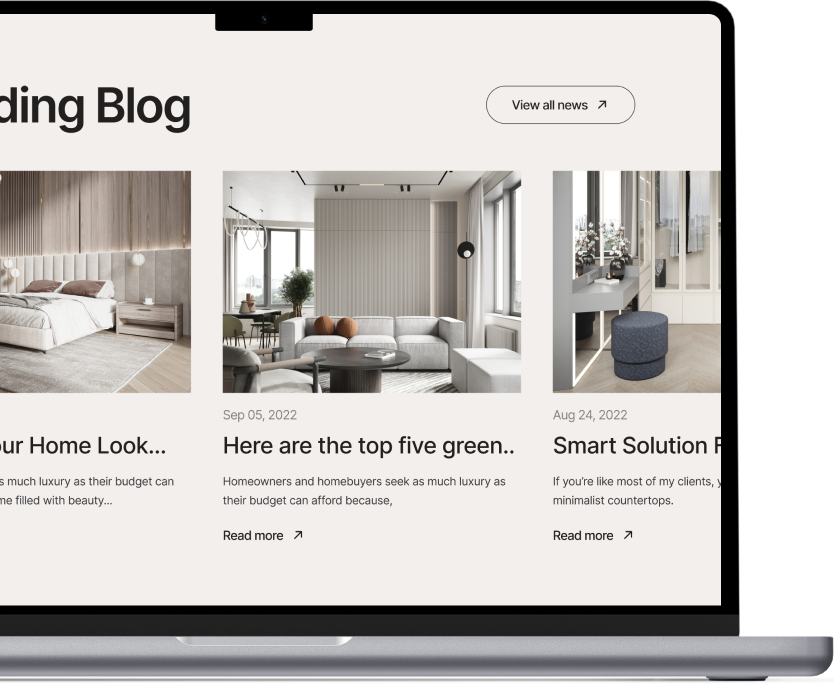 ding Blog
View all news
ur Home Look...
s much luxury as their budget can
me filled with beauty...
Sep 05, 2022
Here are the top five green..
Homeowners and homebuyers seek as much luxury as
their budget can afford because,
Read more
Aug 24, 2022
Smart Solution F
If you're like most of my clients, y
minimalist countertops.
Read more